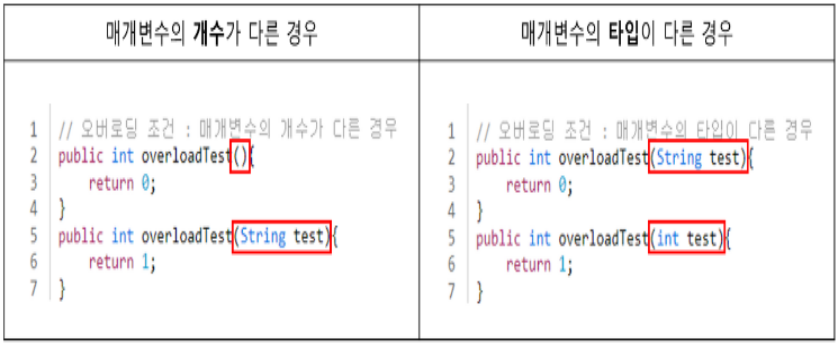 매개변수의 개수가 다른 경우
1 // 오버로딩 조건 : 매개변수의 개수가 다른 경우
2 public int overloadTest(){
3 return 0;
4 }
5 public int overloadTest(String test){
6 return 1;
7 }
매개변수의 타입이 다른 경우
1 // 오버로딩 조건 : 매개변수의 타입이 다른 경우
2 public int overloadTest(String test){
3 return 0;
4 }
5 public int overloadTest(int test){
6 return 1;
7 }